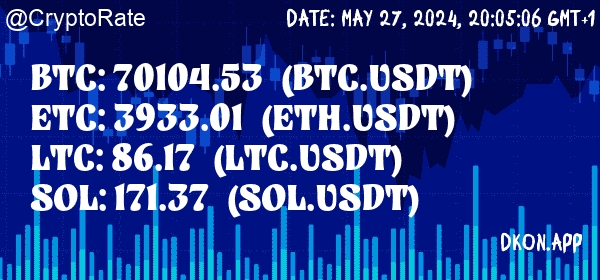 @CryptoRate
DATE: MAY 27, 2024, 20:05:06 GMT+1
BTC: 70104.53 (BTC.USDT)
ETC: 3933.01 (ETH.USDT)
LTC: 86.17 (LTC.USDT)
SOL: 171.37 (SOL.USDT)
DKON.APP